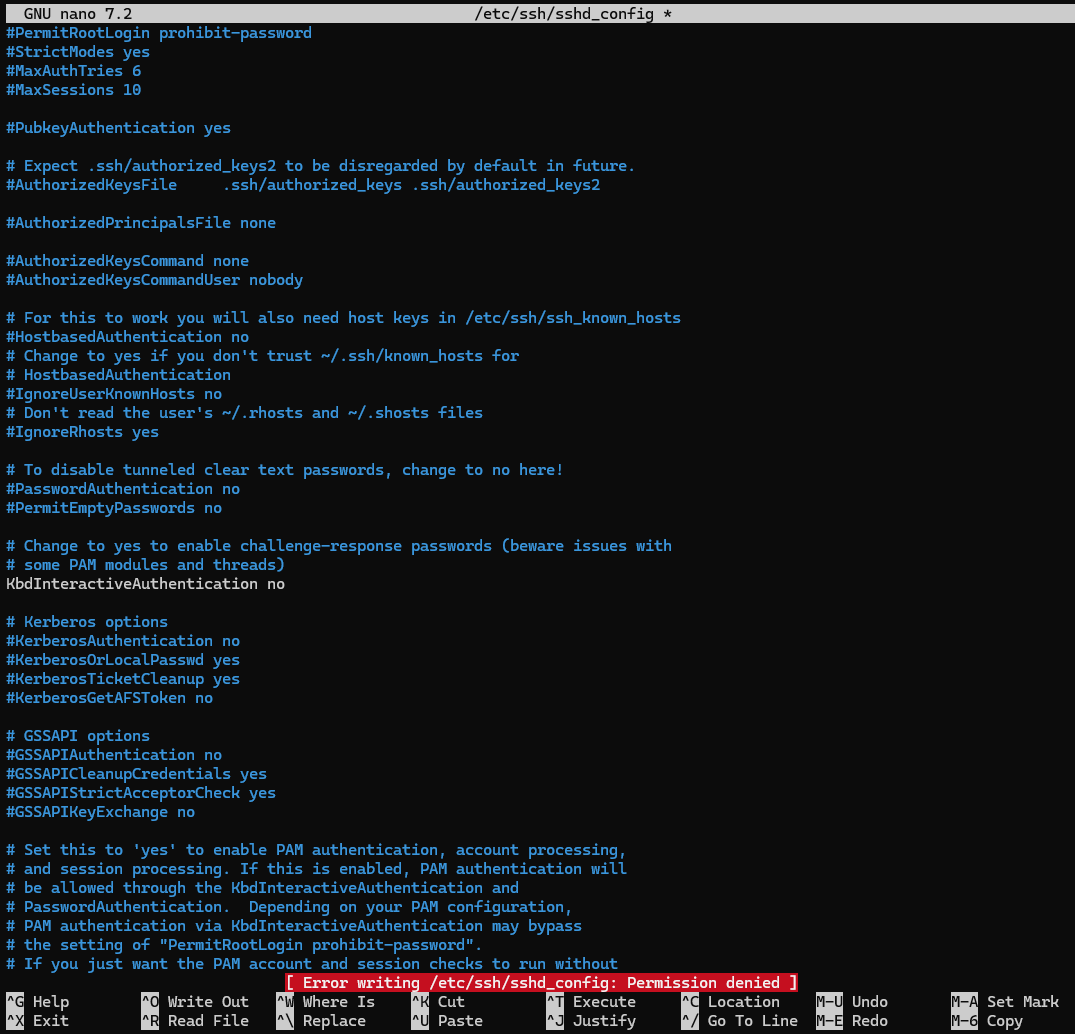 GNU nano 7.2 /etc/ssh/sshd_config *
#PermitRootLogin prohibit-password
#StrictModes yes
#MaxAuthTries 6
#MaxSessions 10
#PubkeyAuthentication yes
# Expect .ssh/authorized_keys2 to be disregarded by default in future.
#AuthorizedKeysFile .ssh/authorized_keys .ssh/authorized_keys2
#AuthorizedPrincipalsFile none
#AuthorizedKeysCommand none
#AuthorizedKeysCommandUser nobody
# For this to work you will also need host keys in /etc/ssh/ssh_known_hosts
#HostbasedAuthentication no
# Change to yes if you don't trust ~/.ssh/known_hosts for
# HostbasedAuthentication
#IgnoreUserKnownHosts no
# Don't read the user's ~/.rhosts and ~/.shosts files
#IgnoreRhosts yes
# To disable tunneled clear text passwords, change to no here!
#PasswordAuthentication no
#PermitEmptyPasswords no
# Change to yes to enable challenge-response passwords (beware issues with
# some PAM modules and threads)
KbdInteractiveAuthentication no
# Kerberos options
#KerberosAuthentication no
#KerberosOrLocalPasswd yes
#KerberosTicketCleanup yes
#KerberosGetAFSToken no
# GSSAPI options
#GSSAPIAuthentication no
#GSSAPICleanupCredentials yes
#GSSAPIStrictAcceptorCheck yes
#GSSAPIKeyExchange no
# Set this to 'yes' to enable PAM authentication, account processing,
# and session processing. If this is enabled, PAM authentication will
# be allowed through the KbdInteractiveAuthentication and
# PasswordAuthentication.  Depending on your PAM configuration,
# PAM authentication via KbdInteractiveAuthentication may bypass
# the setting of "PermitRootLogin prohibit-password".
# If you just want the PAM account and session checks to run without
[ Error writing /etc/ssh/sshd_config: Permission denied ]
^G Help ^O Write Out ^W Where Is ^K Cut ^T Execute ^C Location M-U Undo M-A Set Mark
^X Exit ^R Read File ^\ Replace ^U Paste ^J Justify ^/ Go To Line M-E Redo M-6 Copy